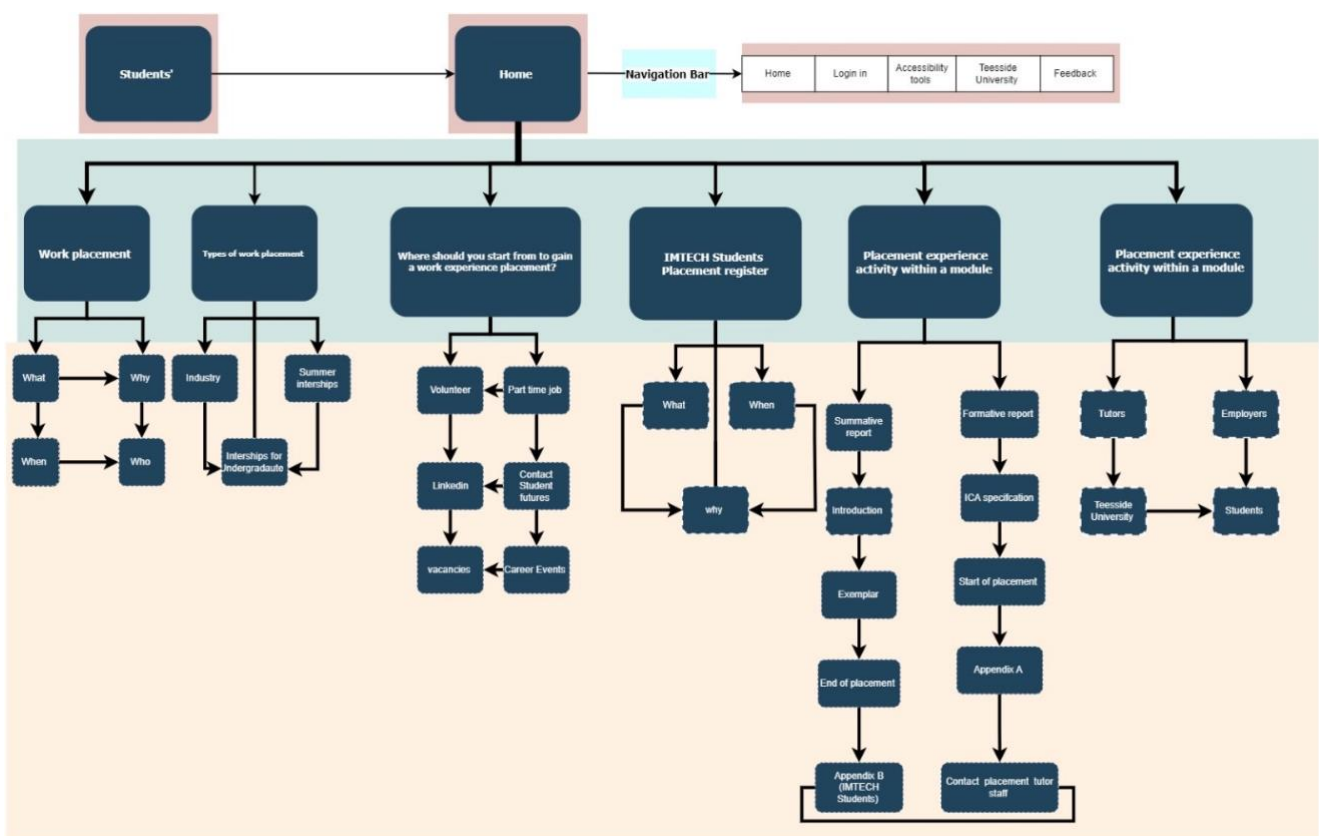 Students'
Home
Navigation Bar
Home
Login in
Accessibility
tools
Teesside
University
Feedback
Work placement
Types of work placement
Where should you start from to gain
a work experience placement?
IMTECH Students
Placement register
Placement experience
activity within a module
Placement experience
activity within a module
What
Why
When
Who
Industry
Summer
interships
Interships for
Undergradaute
Volunteer
Part time job
Linkedin
Contact
Student
futures
vacancies
Career Events
What
When
why
Summative
report
Introduction
Exemplar
End of placement
Appendix B
(IMTECH
Students)
Formative report
ICA specifcation
Start of placement
Appendix A
Contact placement tutor
staff
Tutors
Employers
Teesside
University
Students